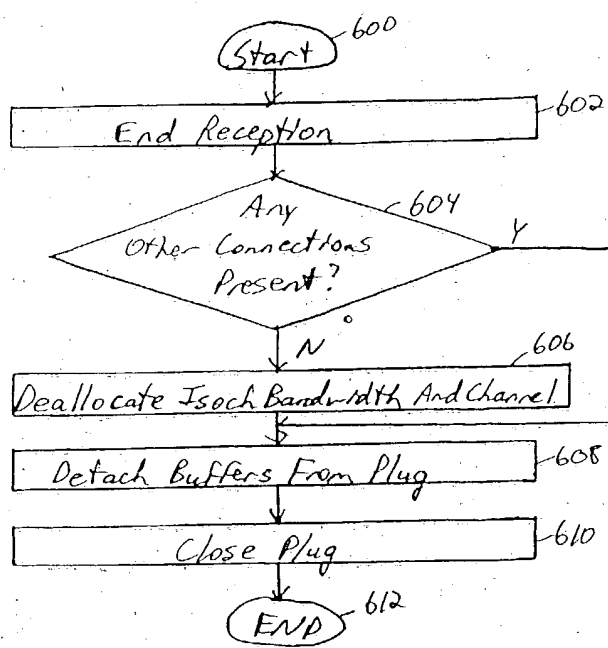 600
Start
602
End Reception
604
Any
Other Connections
Present?
Y
N
606
Deallocate Isoch Bandwidth And Channel
608
Detach Buffers From Plug
610
Close Plug
612
END